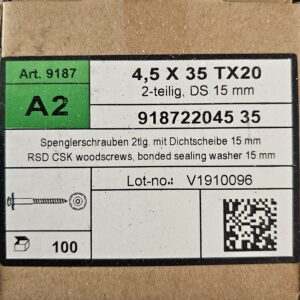 Art. 9187
4,5 X 35 TX20
A2
2-teilig, DS 15 mm
918722045 35
Spenglerschrauben 2tlg. mit Dichtscheibe 15 mm
RSD CSK woodscrews, bonded sealing washer 15 mm
Lot-no.: V1910096
100